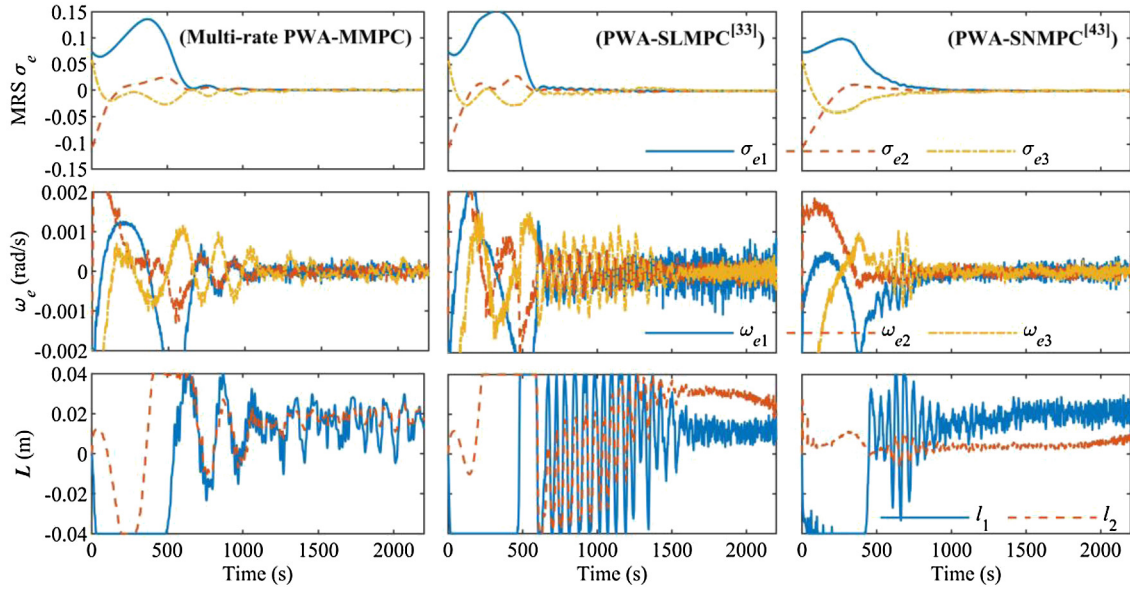 (Multi-rate PWA-MMPC)
(PWA-SLMPC[33])
(PWA-SNMPC[43])
MRS σe
0.15
0.10
0.05
0
-0.05
-0.1
-0.15
σe1 σe2 σe3
ωe (rad/s)
0.002
0.001
0
-0.001
-0.002
ωe1 ωe2 ωe3
L (m)
0.04
0.02
0
-0.02
-0.04
l1 l2
0 500 1000 1500 2000
0 500 1000 1500 2000
0 500 1000 1500 2000
Time (s)
Time (s)
Time (s)